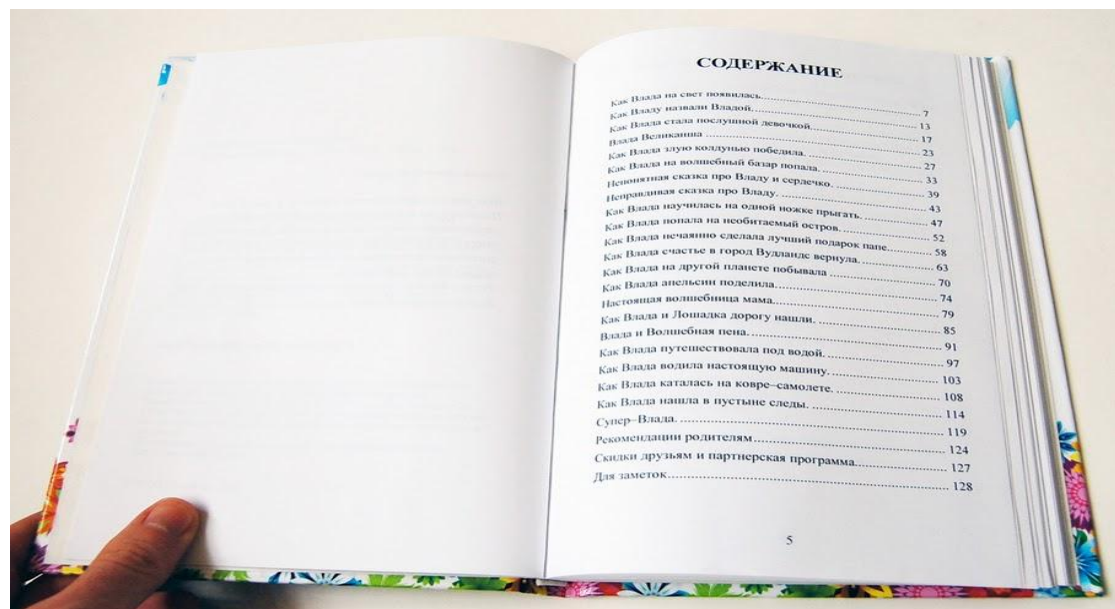 СОДЕРЖАНИЕ
Как Влада на свет появилась.......... 7
Как Владу назвали Владой.......... 13
Как Влада стала послушной девочкой.......... 17
Влада Великанша .......... 23
Как Влада злую колдунью победила. .......... 27
Как Влада на волшебный базар попала. .......... 33
Непонятная сказка про Владу и сердечко. .......... 39
Неправдивая сказка про Владу. .......... 43
Как Влада научилась на одной ножке прыгать. .......... 47
Как Влада попала на необитаемый остров. .......... 52
Как Влада нечаянно сделала лучший подарок папе.......... 58
Как Влада счастье в город Вудландс вернула. .......... 63
Как Влада на другой планете побывала .......... 70
Как Влада апельсин поделила.......... 74
Настоящая волшебница мама.......... 79
Как Влада и Лошадка дорогу нашли. .......... 85
Влада и Волшебная пена. .......... 91
Как Влада путешествовала под водой. .......... 97
Как Влада водила настоящую машину. .......... 103
Как Влада каталась на ковре–самолете. .......... 108
Как Влада нашла в пустыне следы. .......... 114
Супер–Влада. .......... 119
Рекомендации родителям.......... 124
Скидки друзьям и партнерская программа.......... 127
Для заметок.......... 128
5